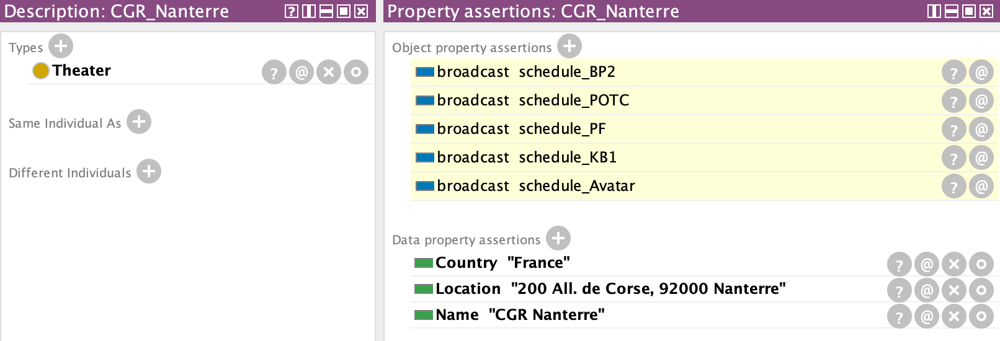 Description: CGR_Nanterre
Types
Theater
Same Individual As
Different Individuals
Property assertions: CGR_Nanterre
Object property assertions
broadcast schedule_BP2
broadcast schedule_POTC
broadcast schedule_PF
broadcast schedule_KB1
broadcast schedule_Avatar
Data property assertions
Country "France"
Location "200 All. de Corse, 92000 Nanterre"
Name "CGR Nanterre"